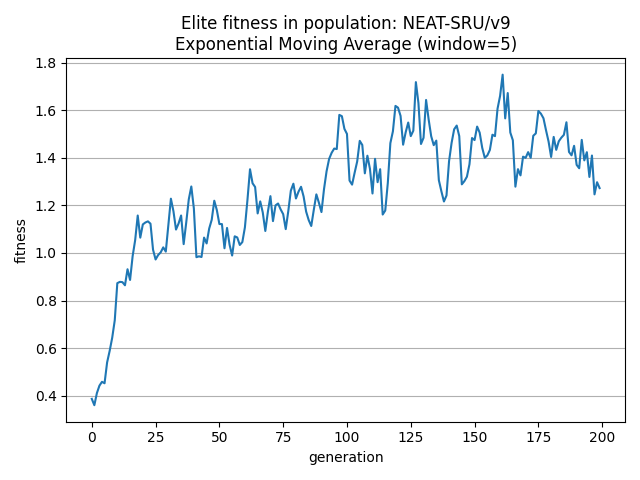 Elite fitness in population: NEAT-SRU/v9
Exponential Moving Average (window=5)
1.8
1.6
1.4
1.2
1.0
0.8
0.6
0.4
fitness
0 25 50 75 100 125 150 175 200
generation